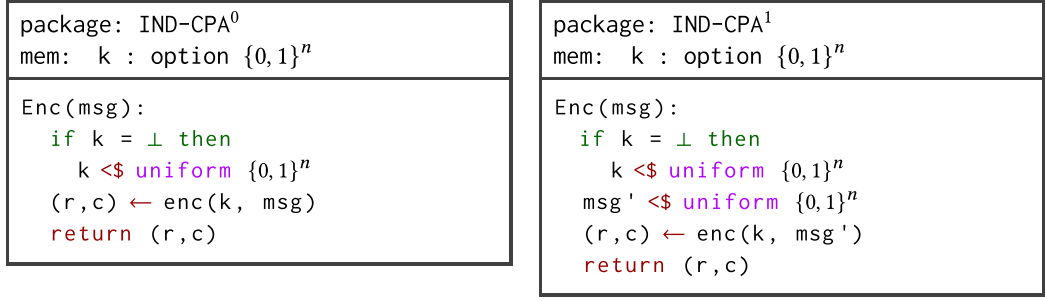 package: IND-CPA⁰
mem:  k : option {0, 1}ⁿ
Enc(msg):
  if k = ⊥ then
    k <$ uniform {0, 1}ⁿ
  (r,c) ← enc(k, msg)
  return (r,c)
package: IND-CPA¹
mem:  k : option {0, 1}ⁿ
Enc(msg):
  if k = ⊥ then
    k <$ uniform {0, 1}ⁿ
  msg' <$ uniform {0, 1}ⁿ
  (r,c) ← enc(k, msg')
  return (r,c)